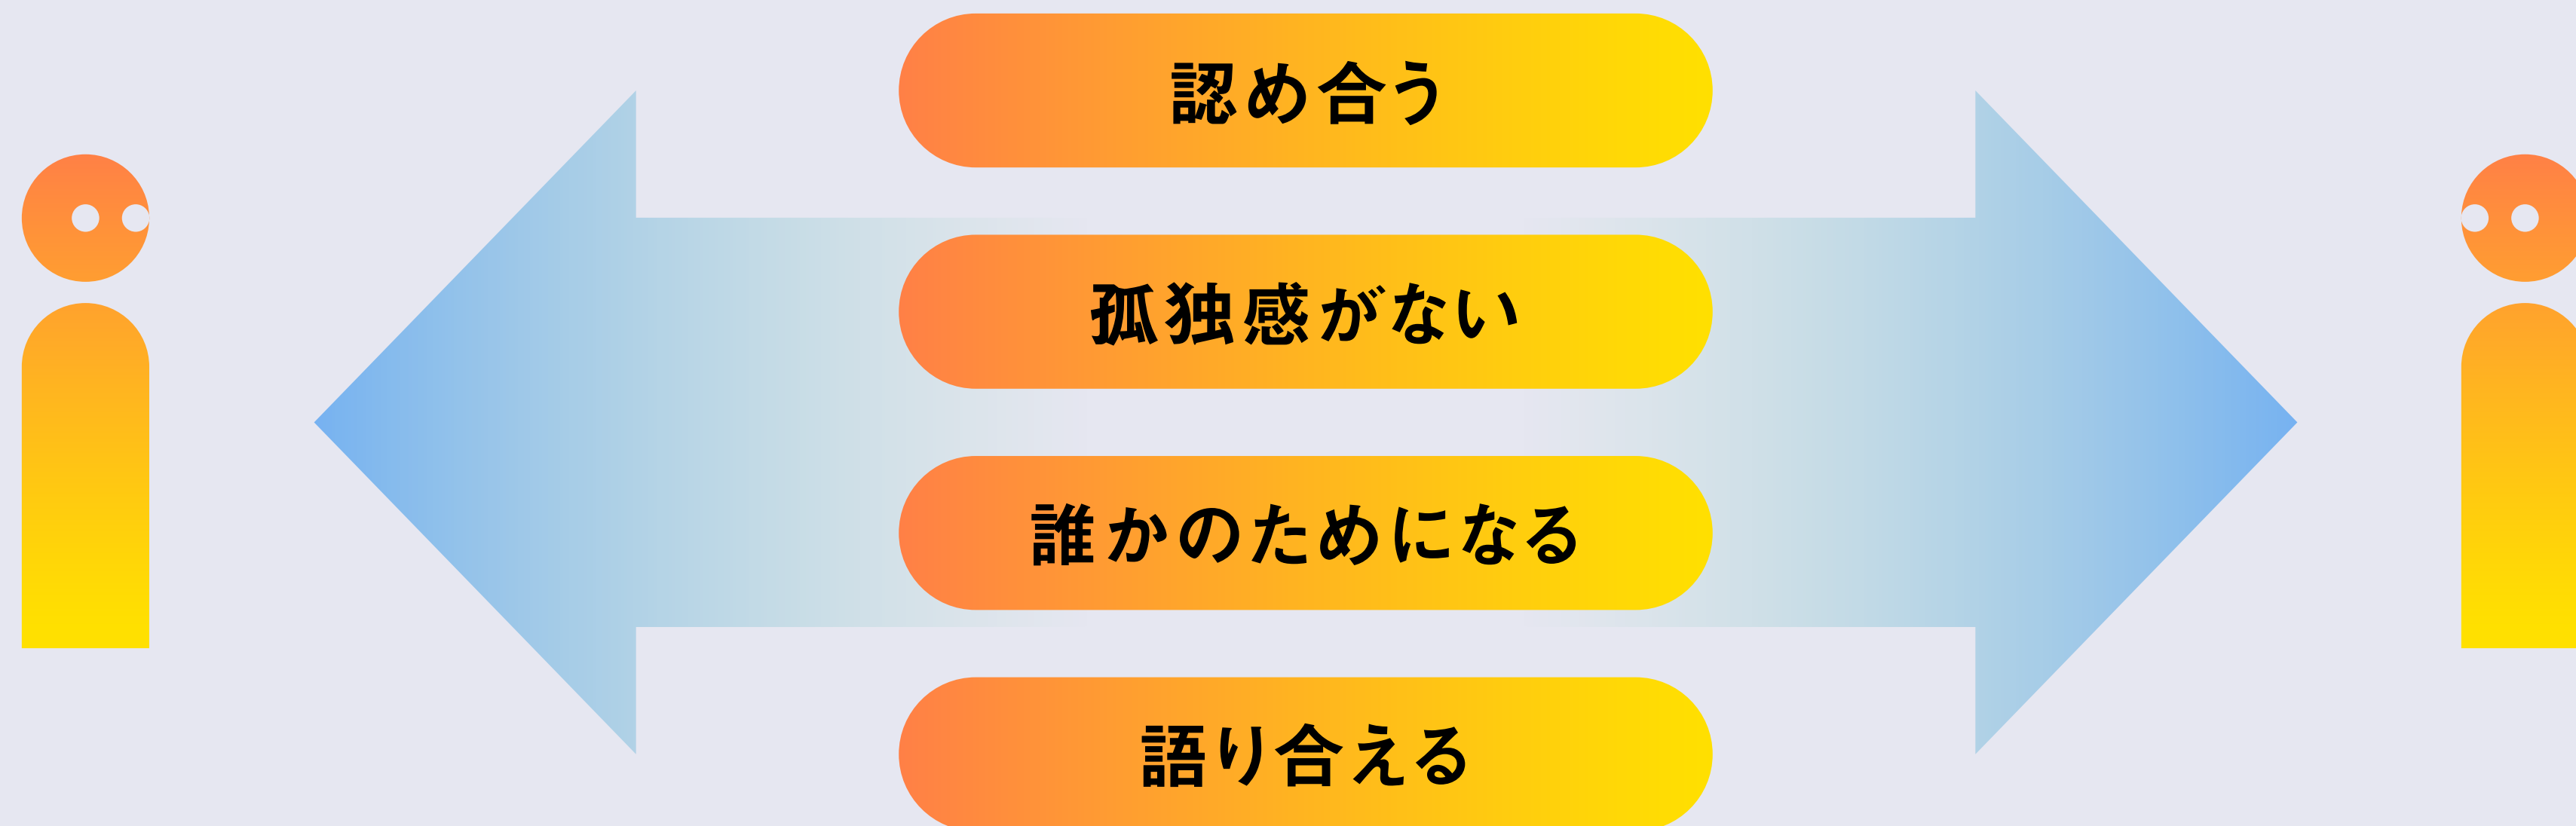 認め合う
孤独感がない
誰かのためになる
語り合える